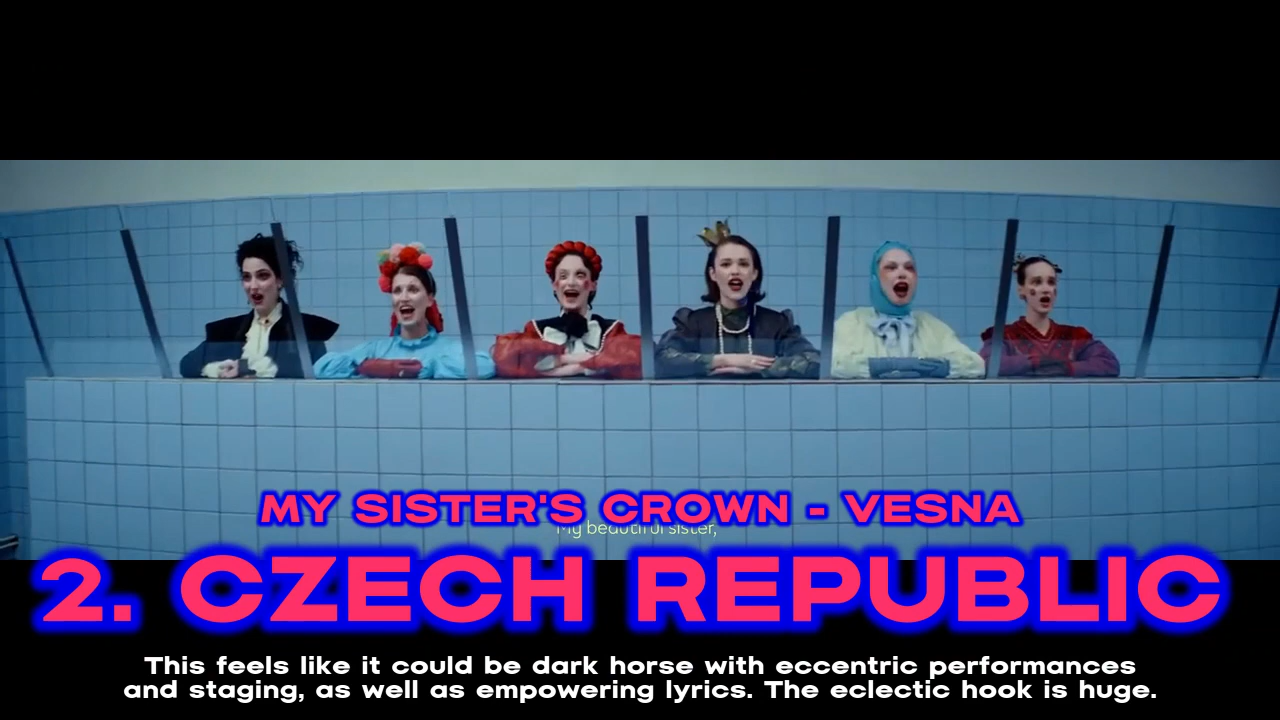 MY SISTER'S CROWN - VESNA
My beautiful sister,
2. CZECH REPUBLIC
This feels like it could be dark horse with eccentric performances
and staging, as well as empowering lyrics. The eclectic hook is huge.